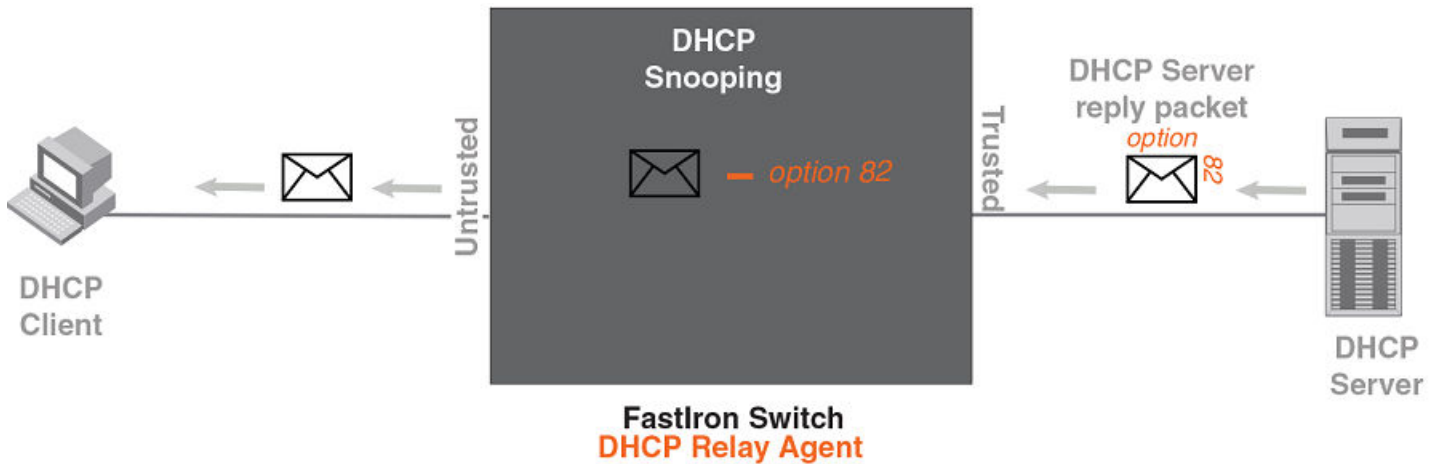 DHCP
Snooping
DHCP Server
reply packet
option
82
Untrusted
Trusted
– option 82
DHCP
Client
DHCP
Server
FastIron Switch
DHCP Relay Agent